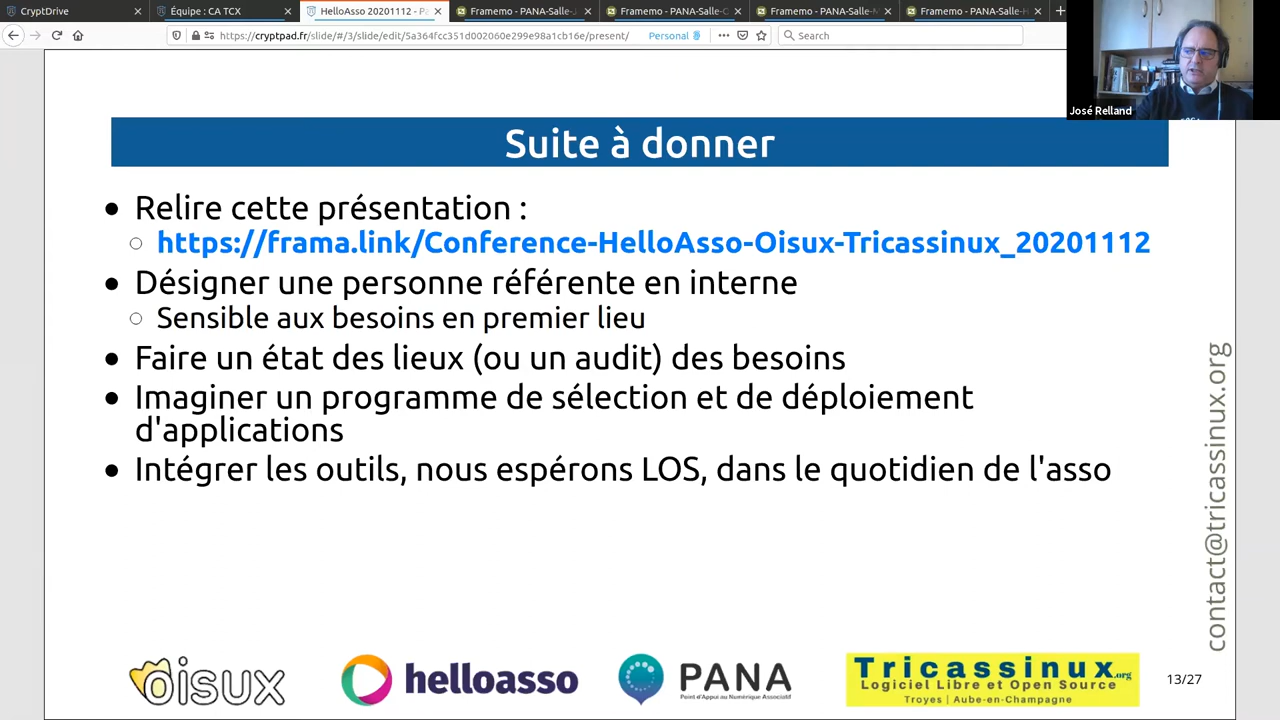 CryptDrive
Équipe : CA TCX
HelloAsso 20201112 - P
Framemo - PANA-Salle-
Framemo - PANA-Salle-
Framemo - PANA-Salle-
Framemo - PANA-Salle-
https://cryptpad.fr/slide/#/3/slide/edit/5a364fcc351d002060e299e98a1cb16e/present/
Personal
Search
José Relland
Suite à donner
• Relire cette présentation :
○ https://frama.link/Conference-HelloAsso-Oisux-Tricassinux_20201112
• Désigner une personne référente en interne
○ Sensible aux besoins en premier lieu
• Faire un état des lieux (ou un audit) des besoins
• Imaginer un programme de sélection et de déploiement
d'applications
• Intégrer les outils, nous espérons LOS, dans le quotidien de l'asso
contact@tricassinux.org
oisux
helloasso
PANA
Point d'Appui au Numérique Associatif
Tricassinux.org
Logiciel Libre et Open Source
Troyes | Aube-en-Champagne
13/27